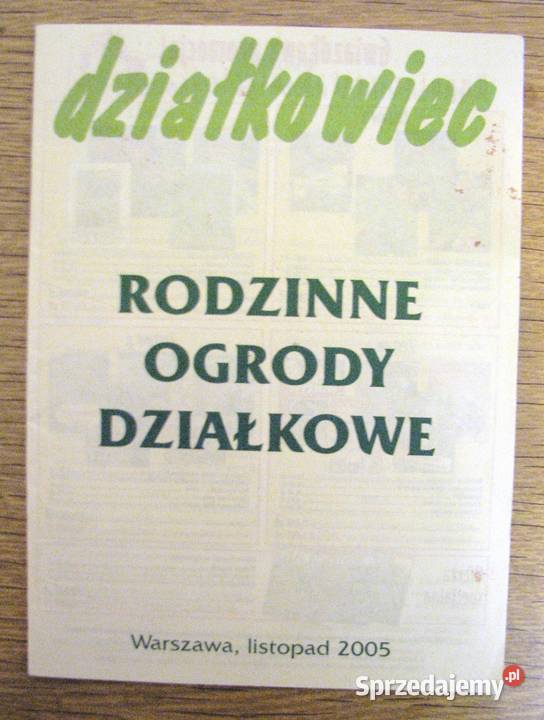 działkowiec
RODZINNE
OGRODY
DZIAŁKOWE
Warszawa, listopad 2005
Sprzedajemy.pl